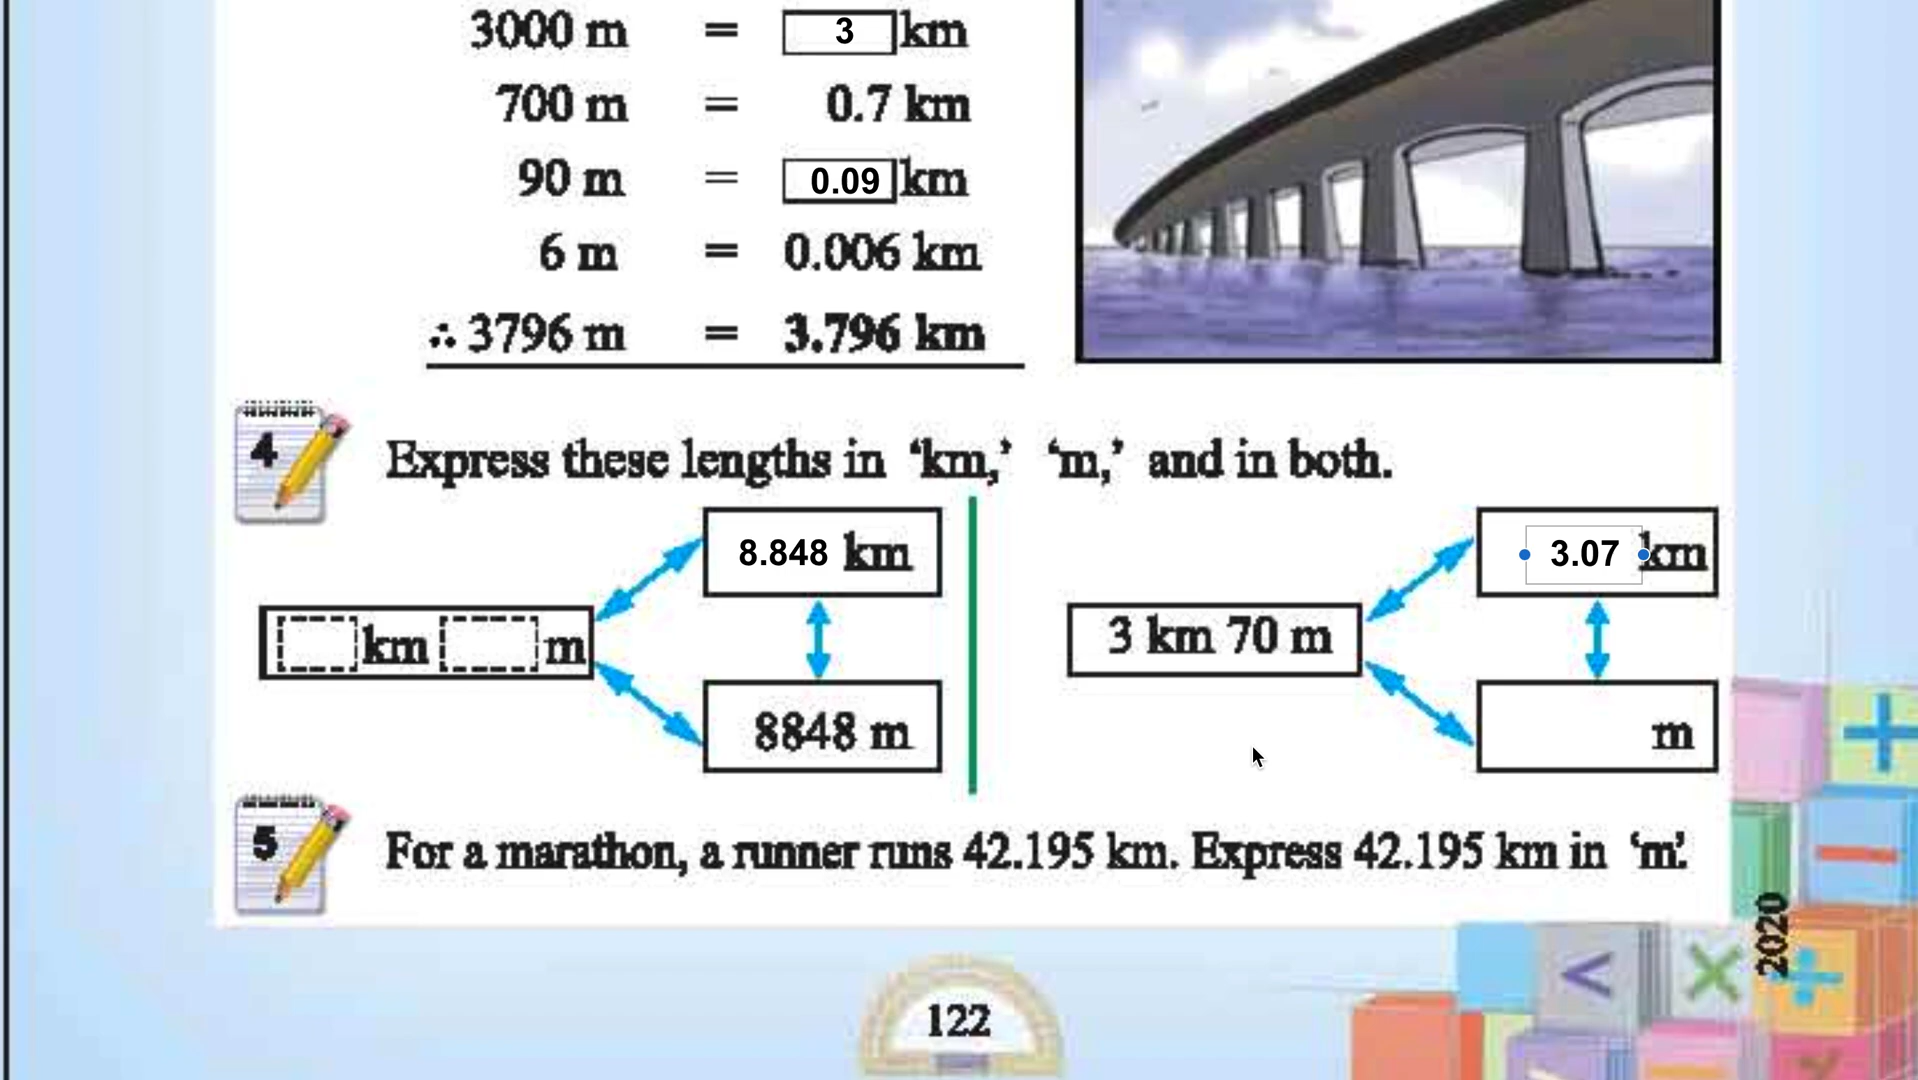 3000 m = 3 km
700 m = 0.7 km
90 m = 0.09 km
6 m = 0.006 km
∴ 3796 m = 3.796 km
4 Express these lengths in ‘km,’ ‘m,’ and in both.
8.848 km
km m
8848 m
3.07 km
3 km 70 m
m
5 For a marathon, a runner runs 42.195 km. Express 42.195 km in ‘m’.
2020
< ×
÷
+
−
122